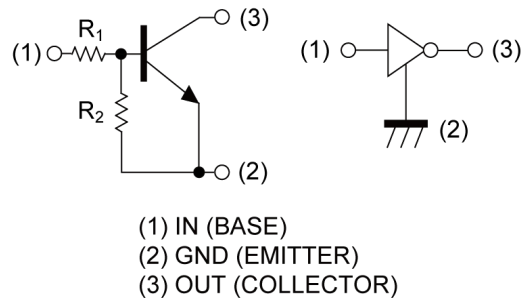 (3)
(1)
R1
R2
(2)
(1)
(3)
(2)
(1) IN (BASE)
(2) GND (EMITTER)
(3) OUT (COLLECTOR)